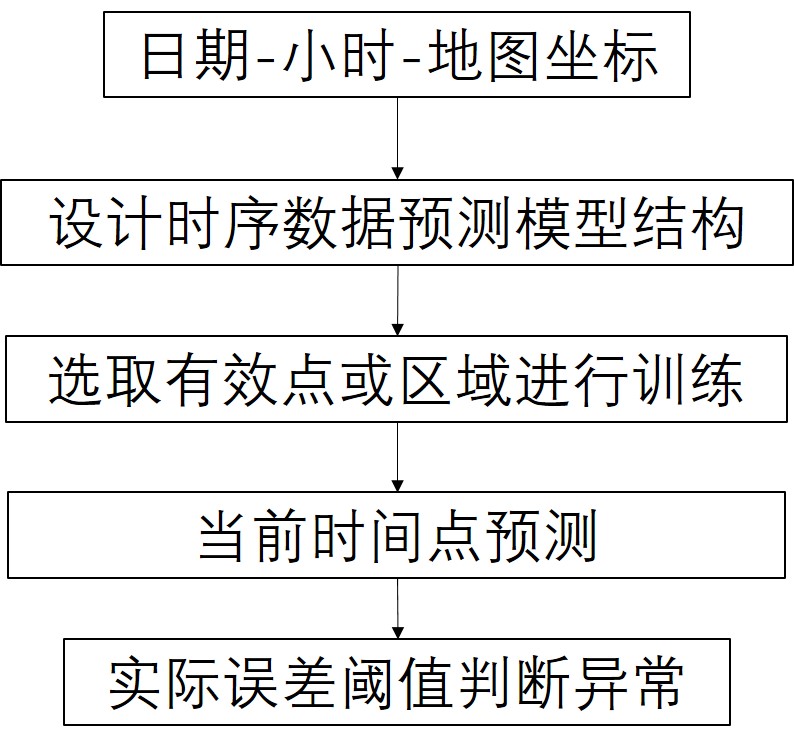 日期-小时-地图坐标
设计时序数据预测模型结构
选取有效点或区域进行训练
当前时间点预测
实际误差阈值判断异常